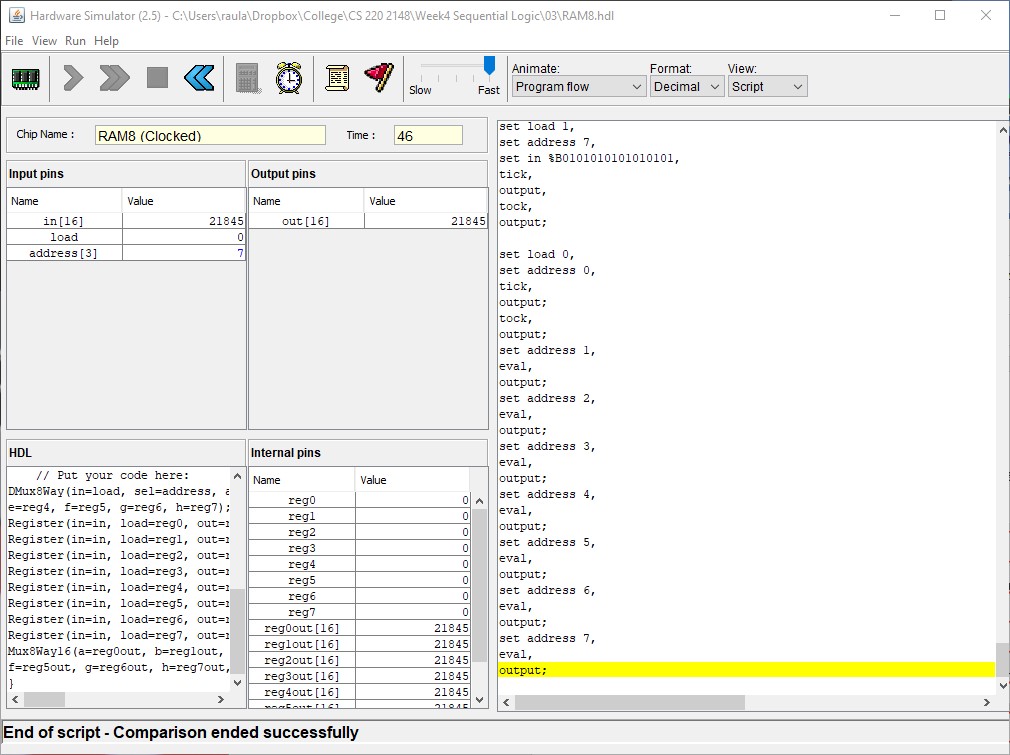 Hardware Simulator (2.5) - C:\Users\raula\Dropbox\College\CS 220 2148\Week4 Sequential Logic\03\RAM8.hdl
File View Run Help
Slow Fast
Animate: Format: View:
Program flow Decimal Script
Chip Name : RAM8 (Clocked) Time : 46
Input pins
Name Value
in[16] 21845
load 0
address[3] 7
Output pins
Name Value
out[16] 21845
HDL
// Put your code here:
DMux8Way(in=load, sel=address, a
e=reg4, f=reg5, g=reg6, h=reg7);
Register(in=in, load=reg0, out=r
Register(in=in, load=reg1, out=r
Register(in=in, load=reg2, out=r
Register(in=in, load=reg3, out=r
Register(in=in, load=reg4, out=r
Register(in=in, load=reg5, out=r
Register(in=in, load=reg6, out=r
Register(in=in, load=reg7, out=r
Mux8Way16(a=reg0out, b=reg1out,
f=reg5out, g=reg6out, h=reg7out,
}
Internal pins
Name Value
reg0 0
reg1 0
reg2 0
reg3 0
reg4 0
reg5 0
reg6 0
reg7 0
reg0out[16] 21845
reg1out[16] 21845
reg2out[16] 21845
reg3out[16] 21845
reg4out[16] 21845
reg5out[16] 21845
set load 1,
set address 7,
set in %B0101010101010101,
tick,
output,
tock,
output;
set load 0,
set address 0,
tick,
output;
tock,
output;
set address 1,
eval,
output;
set address 2,
eval,
output;
set address 3,
eval,
output;
set address 4,
eval,
output;
set address 5,
eval,
output;
set address 6,
eval,
output;
set address 7,
eval,
output;
End of script - Comparison ended successfully